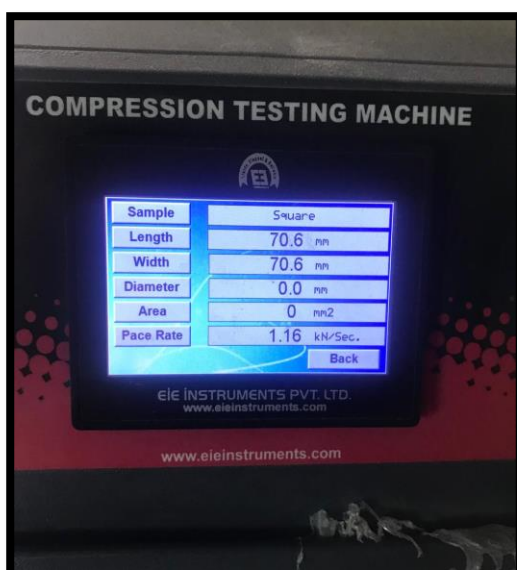 COMPRESSION TESTING MACHINE
Sample Square
Length 70.6 mm
Width 70.6 mm
Diameter 0.0 mm
Area 0 mm2
Pace Rate 1.16 kN/Sec.
Back
EIE INSTRUMENTS PVT. LTD.
www.eieinstruments.com
www.eieinstruments.com